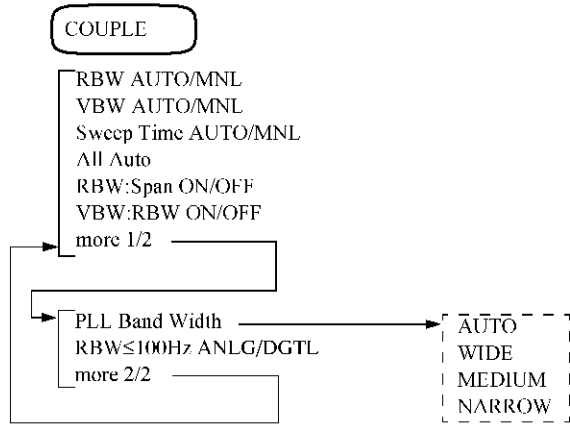 COUPLE
RBW AUTO/MNL
VBW AUTO/MNL
Sweep Time AUTO/MNL
All Auto
RBW:Span ON/OFF
VBW:RBW ON/OFF
more 1/2
PLL Band Width
RBW≤100Hz ANLG/DGTL
more 2/2
AUTO
WIDE
MEDIUM
NARROW